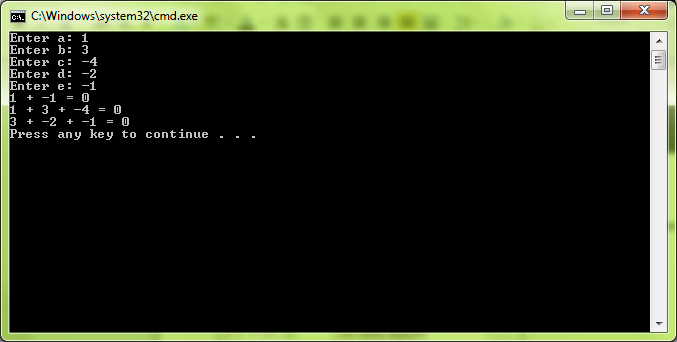 C:\Windows\system32\cmd.exe
Enter a: 1
Enter b: 3
Enter c: -4
Enter d: -2
Enter e: -1
1 + -1 = 0
1 + 3 + -4 = 0
3 + -2 + -1 = 0
Press any key to continue . . .